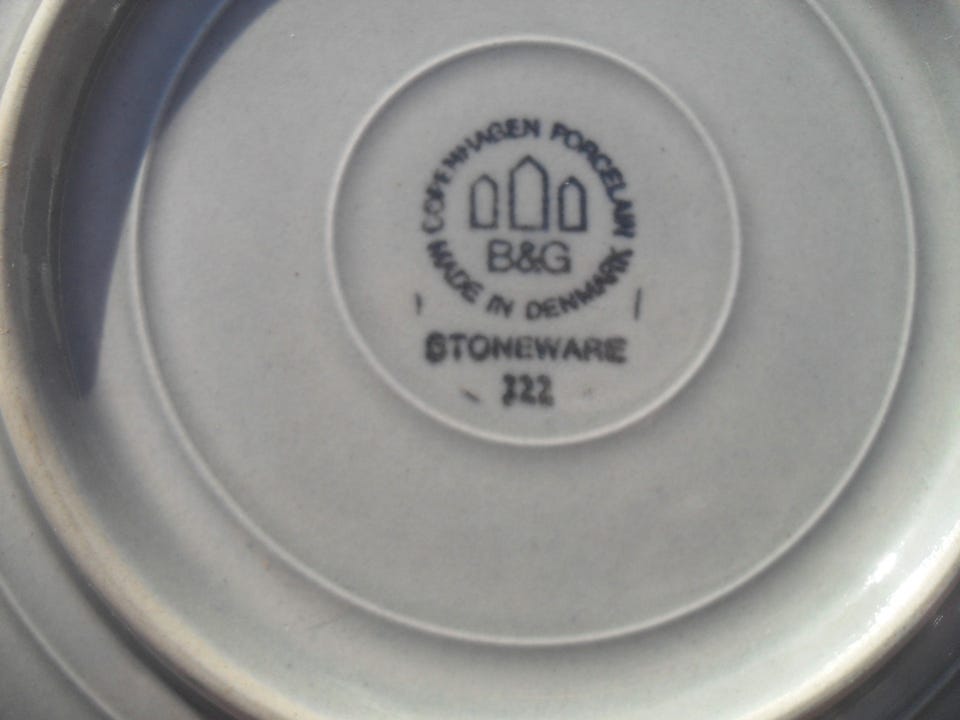 COPENHAGEN PORCELAIN
B&G
MADE IN DENMARK
STONEWARE
322